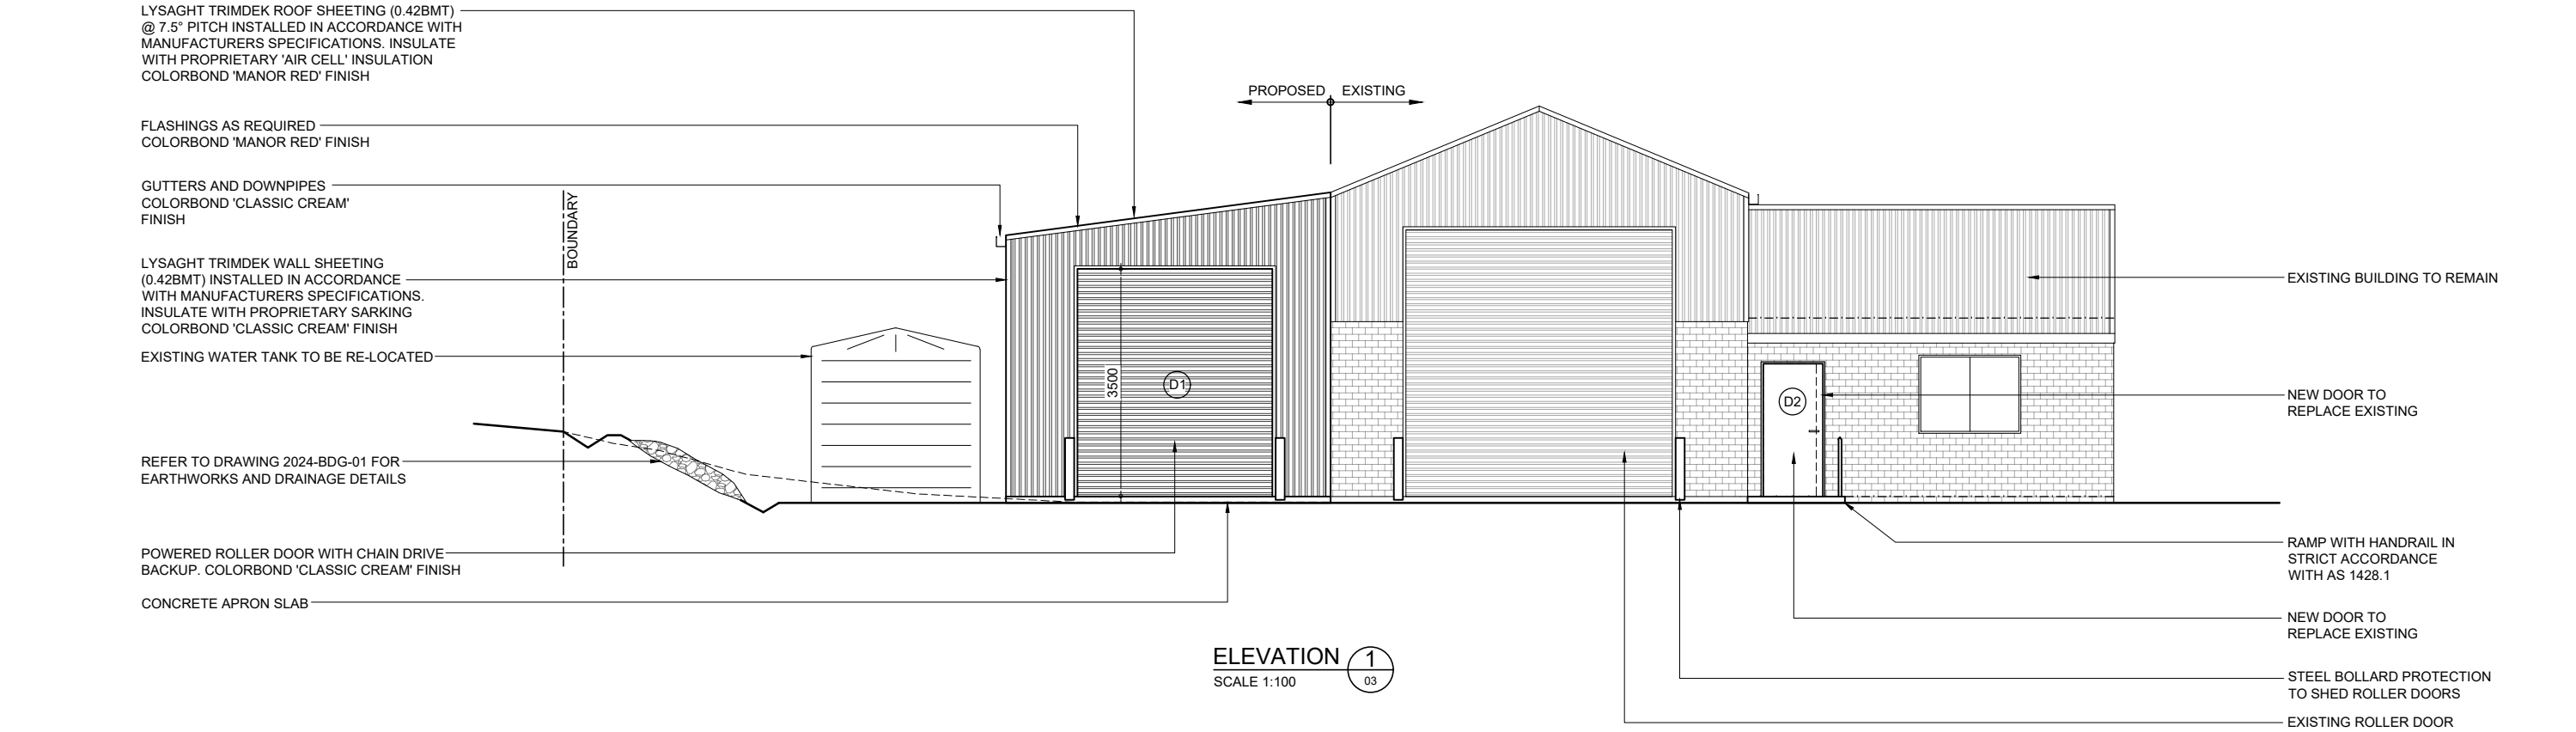 LYSAGHT TRIMDEK ROOF SHEETING (0.42BMT)
@ 7.5° PITCH INSTALLED IN ACCORDANCE WITH
MANUFACTURERS SPECIFICATIONS. INSULATE
WITH PROPRIETARY 'AIR CELL' INSULATION
COLORBOND 'MANOR RED' FINISH
FLASHINGS AS REQUIRED
COLORBOND 'MANOR RED' FINISH
GUTTERS AND DOWNPIPES
COLORBOND 'CLASSIC CREAM'
FINISH
LYSAGHT TRIMDEK WALL SHEETING
(0.42BMT) INSTALLED IN ACCORDANCE
WITH MANUFACTURERS SPECIFICATIONS.
INSULATE WITH PROPRIETARY SARKING
COLORBOND 'CLASSIC CREAM' FINISH
EXISTING WATER TANK TO BE RE-LOCATED
REFER TO DRAWING 2024-BDG-01 FOR
EARTHWORKS AND DRAINAGE DETAILS
POWERED ROLLER DOOR WITH CHAIN DRIVE
BACKUP. COLORBOND 'CLASSIC CREAM' FINISH
CONCRETE APRON SLAB
BOUNDARY
PROPOSED
EXISTING
3500
D1
D2
EXISTING BUILDING TO REMAIN
NEW DOOR TO
REPLACE EXISTING
RAMP WITH HANDRAIL IN
STRICT ACCORDANCE
WITH AS 1428.1
NEW DOOR TO
REPLACE EXISTING
STEEL BOLLARD PROTECTION
TO SHED ROLLER DOORS
EXISTING ROLLER DOOR
ELEVATION
SCALE 1:100
1
03